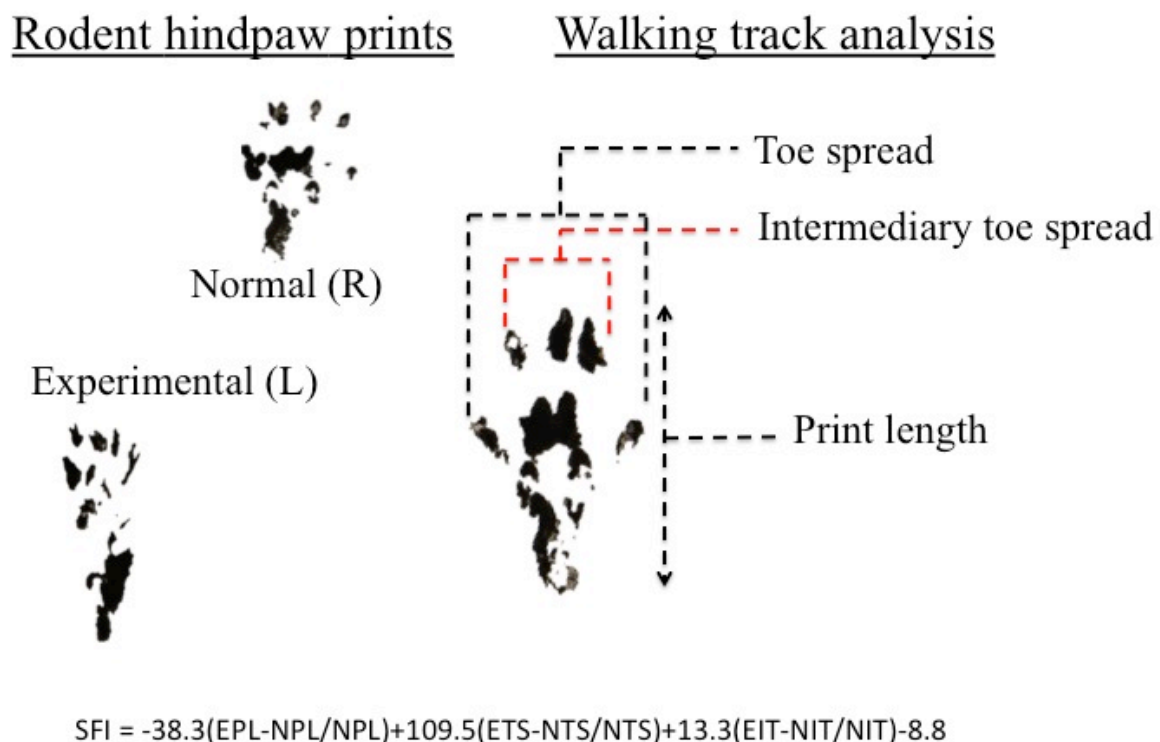 Rodent hindpaw prints
Walking track analysis
Toe spread
Intermediary toe spread
Normal (R)
Experimental (L)
Print length
SFI = -38.3(EPL-NPL/NPL)+109.5(ETS-NTS/NTS)+13.3(EIT-NIT/NIT)-8.8